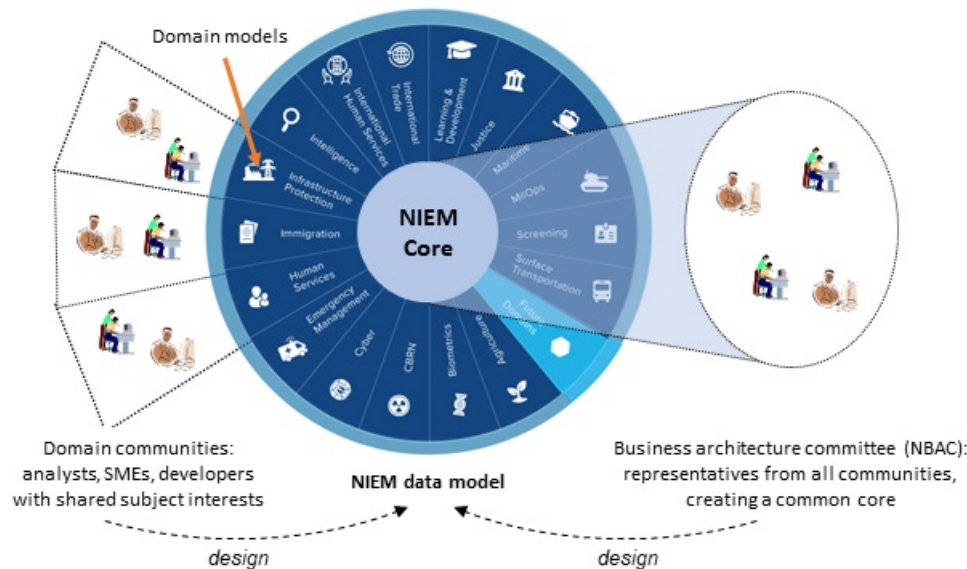 Domain models
International
Human Services
International
Trade
Learning &
Development
Justice
Maritime
MilOps
Screening
Surface
Transportation
Future
Domains
Agriculture
Biometrics
CBRN
Cyber
Emergency
Management
Human
Services
Immigration
Infrastructure
Protection
Intelligence
NIEM
Core
Domain communities:
analysts, SMEs, developers
with shared subject interests
NIEM data model
Business architecture committee (NBAC):
representatives from all communities,
creating a common core
design
design